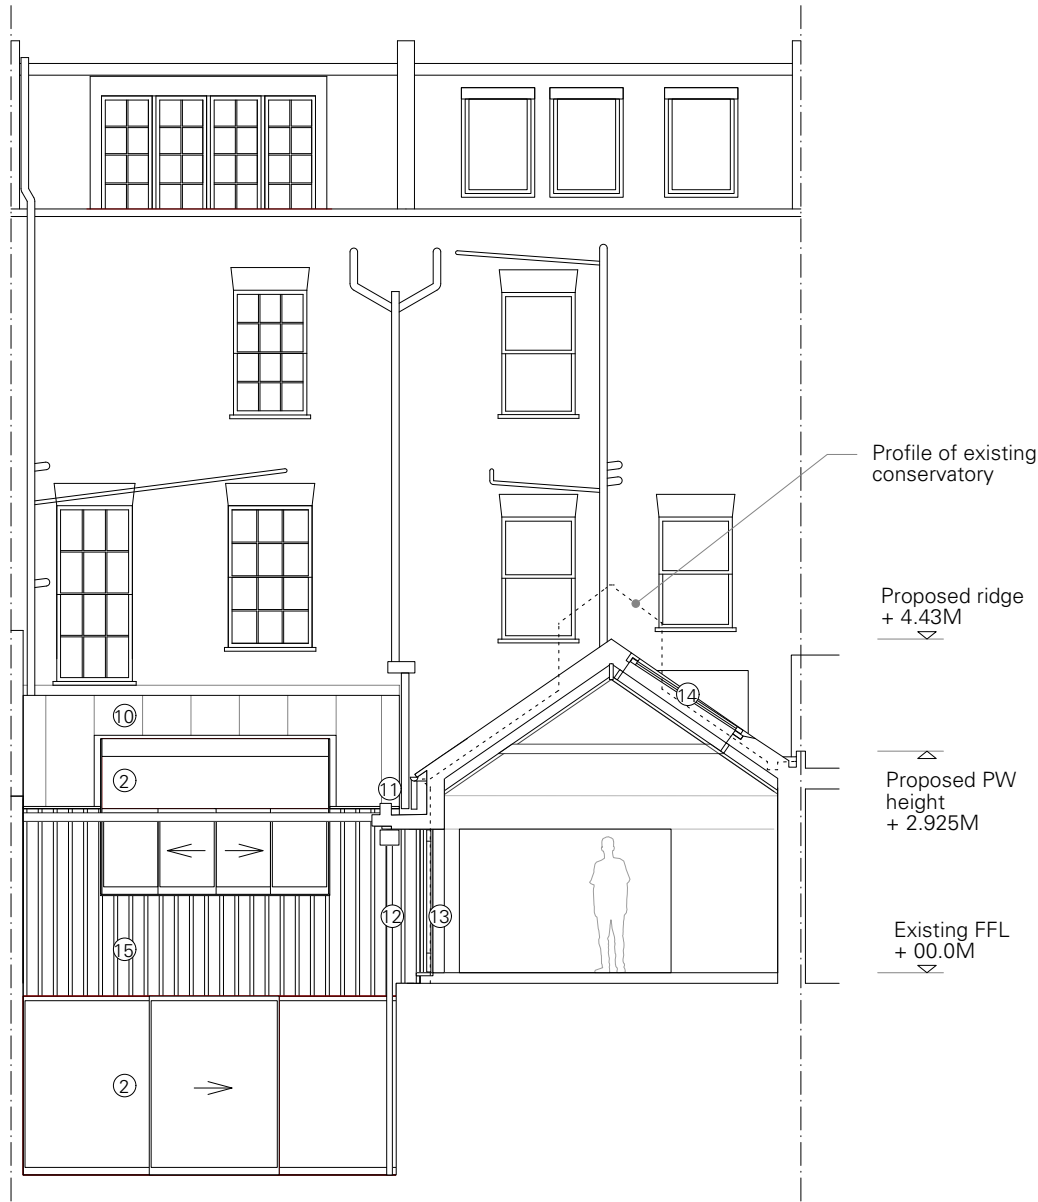 Profile of existing
conservatory
Proposed ridge
+ 4.43M
14
10
2
11
Proposed PW
height
+ 2.925M
12
13
15
Existing FFL
+ 00.0M
2